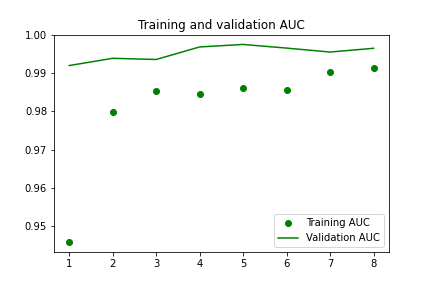 Training and validation AUC
1.00
0.99
0.98
0.97
0.96
0.95
1 2 3 4 5 6 7 8
Training AUC
Validation AUC